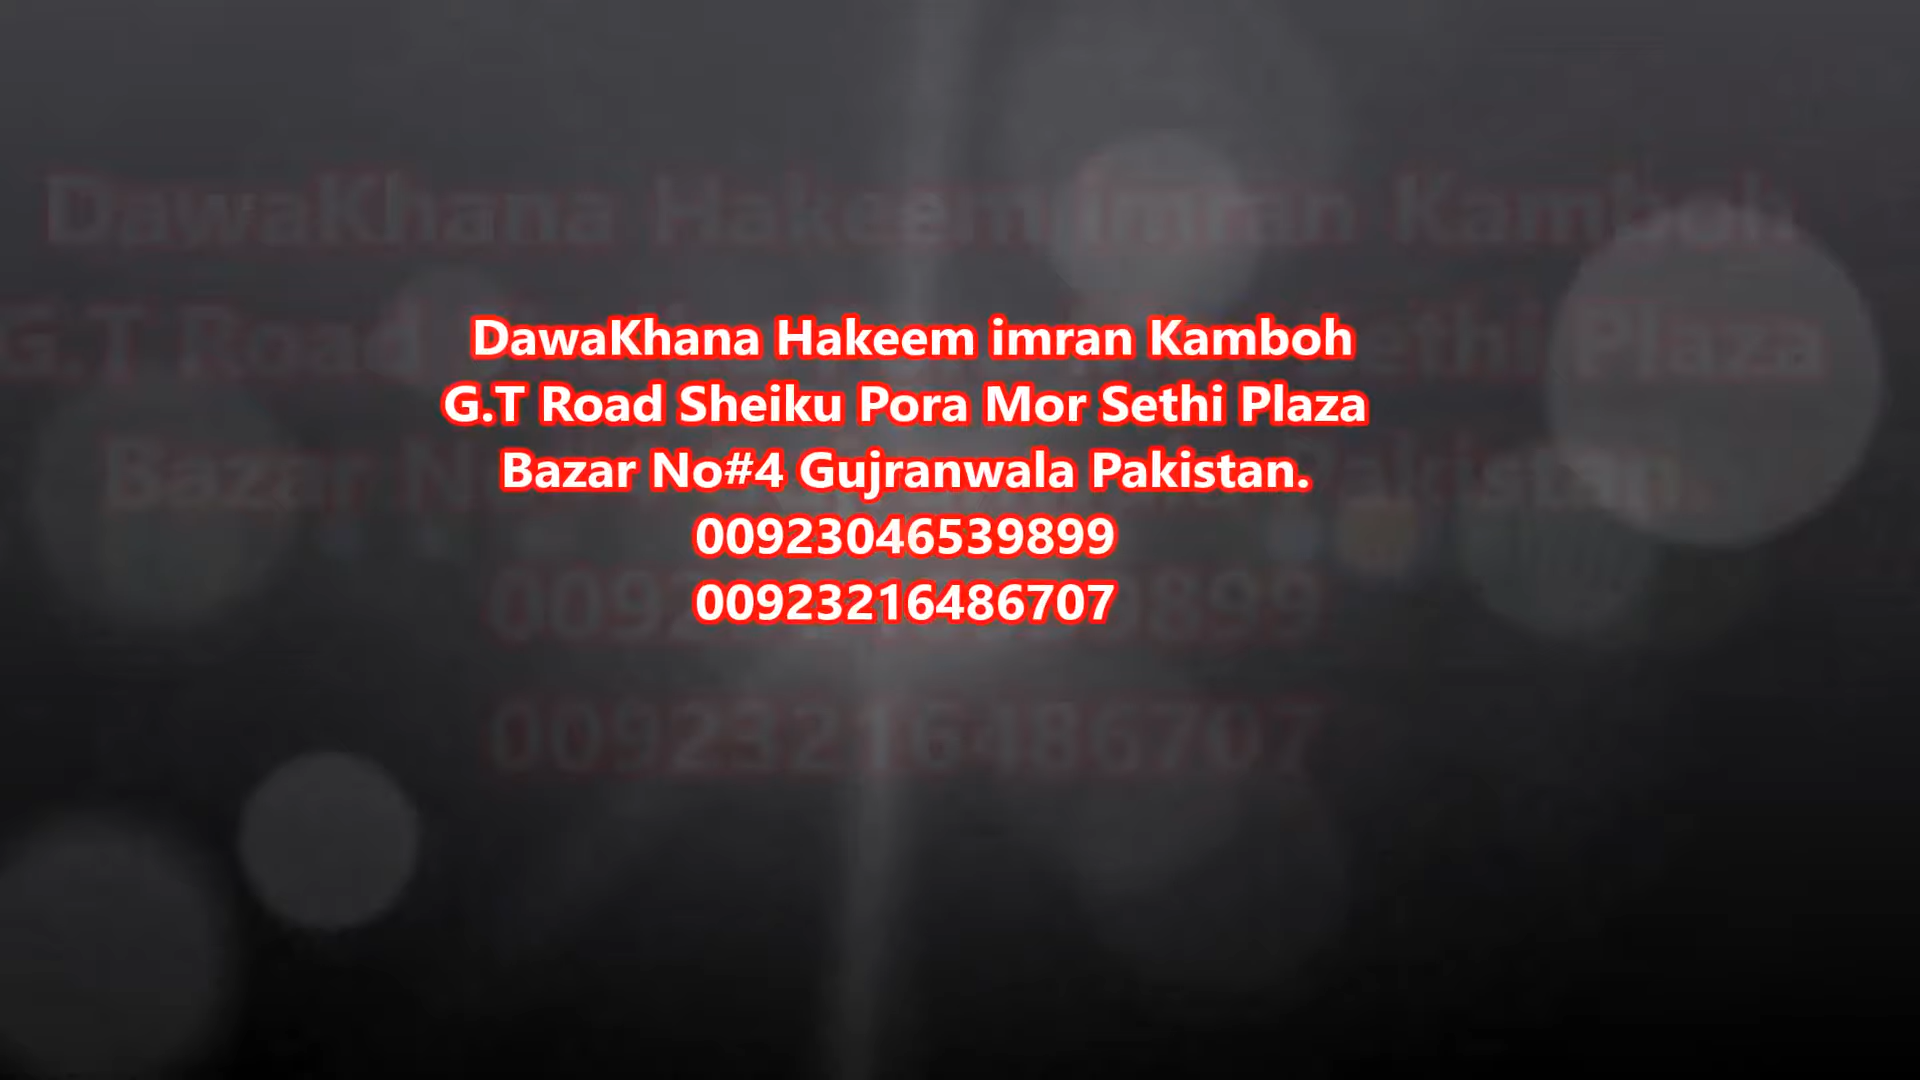 DawaKhana Hakeem imran Kamboh
G.T Road Sheiku Pora Mor Sethi Plaza
Bazar No#4 Gujranwala Pakistan.
00923046539899
00923216486707